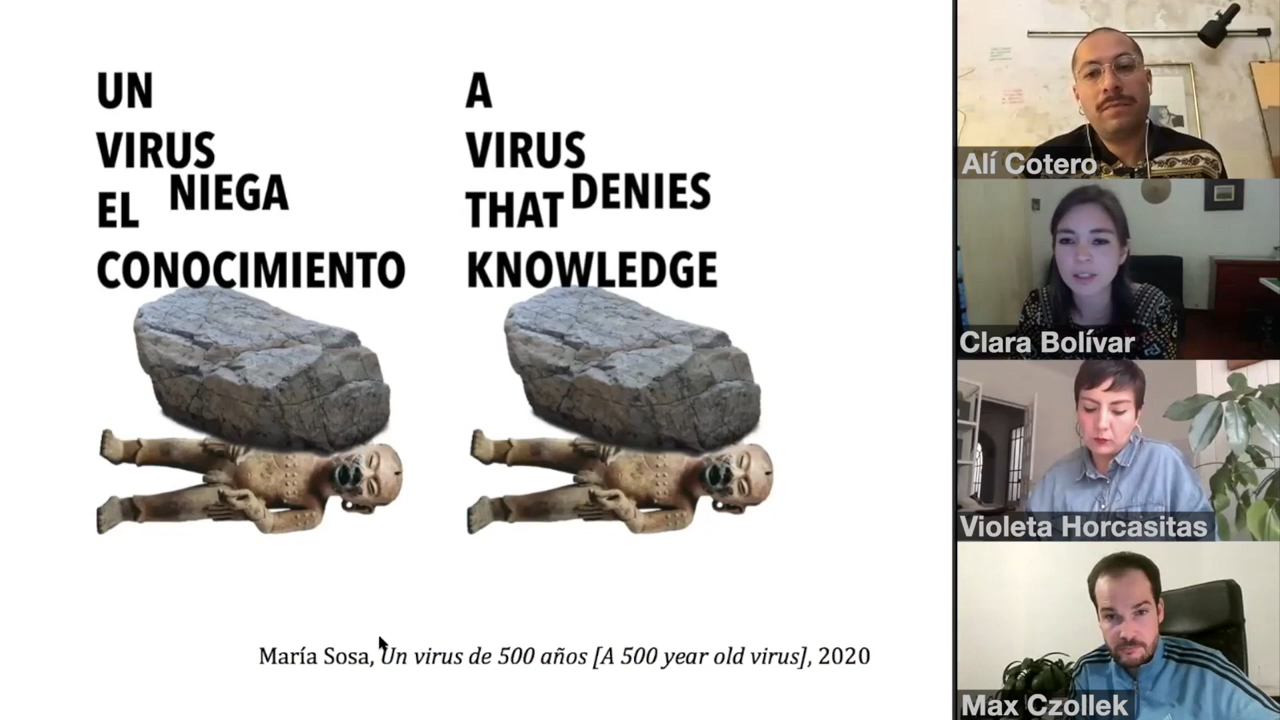 UN
VIRUS
NIEGA
EL
CONOCIMIENTO
A
VIRUS
DENIES
THAT
KNOWLEDGE
María Sosa, Un virus de 500 años [A 500 year old virus], 2020
Alí Cotero
Clara Bolívar
Violeta Horcasitas
Max Czollek